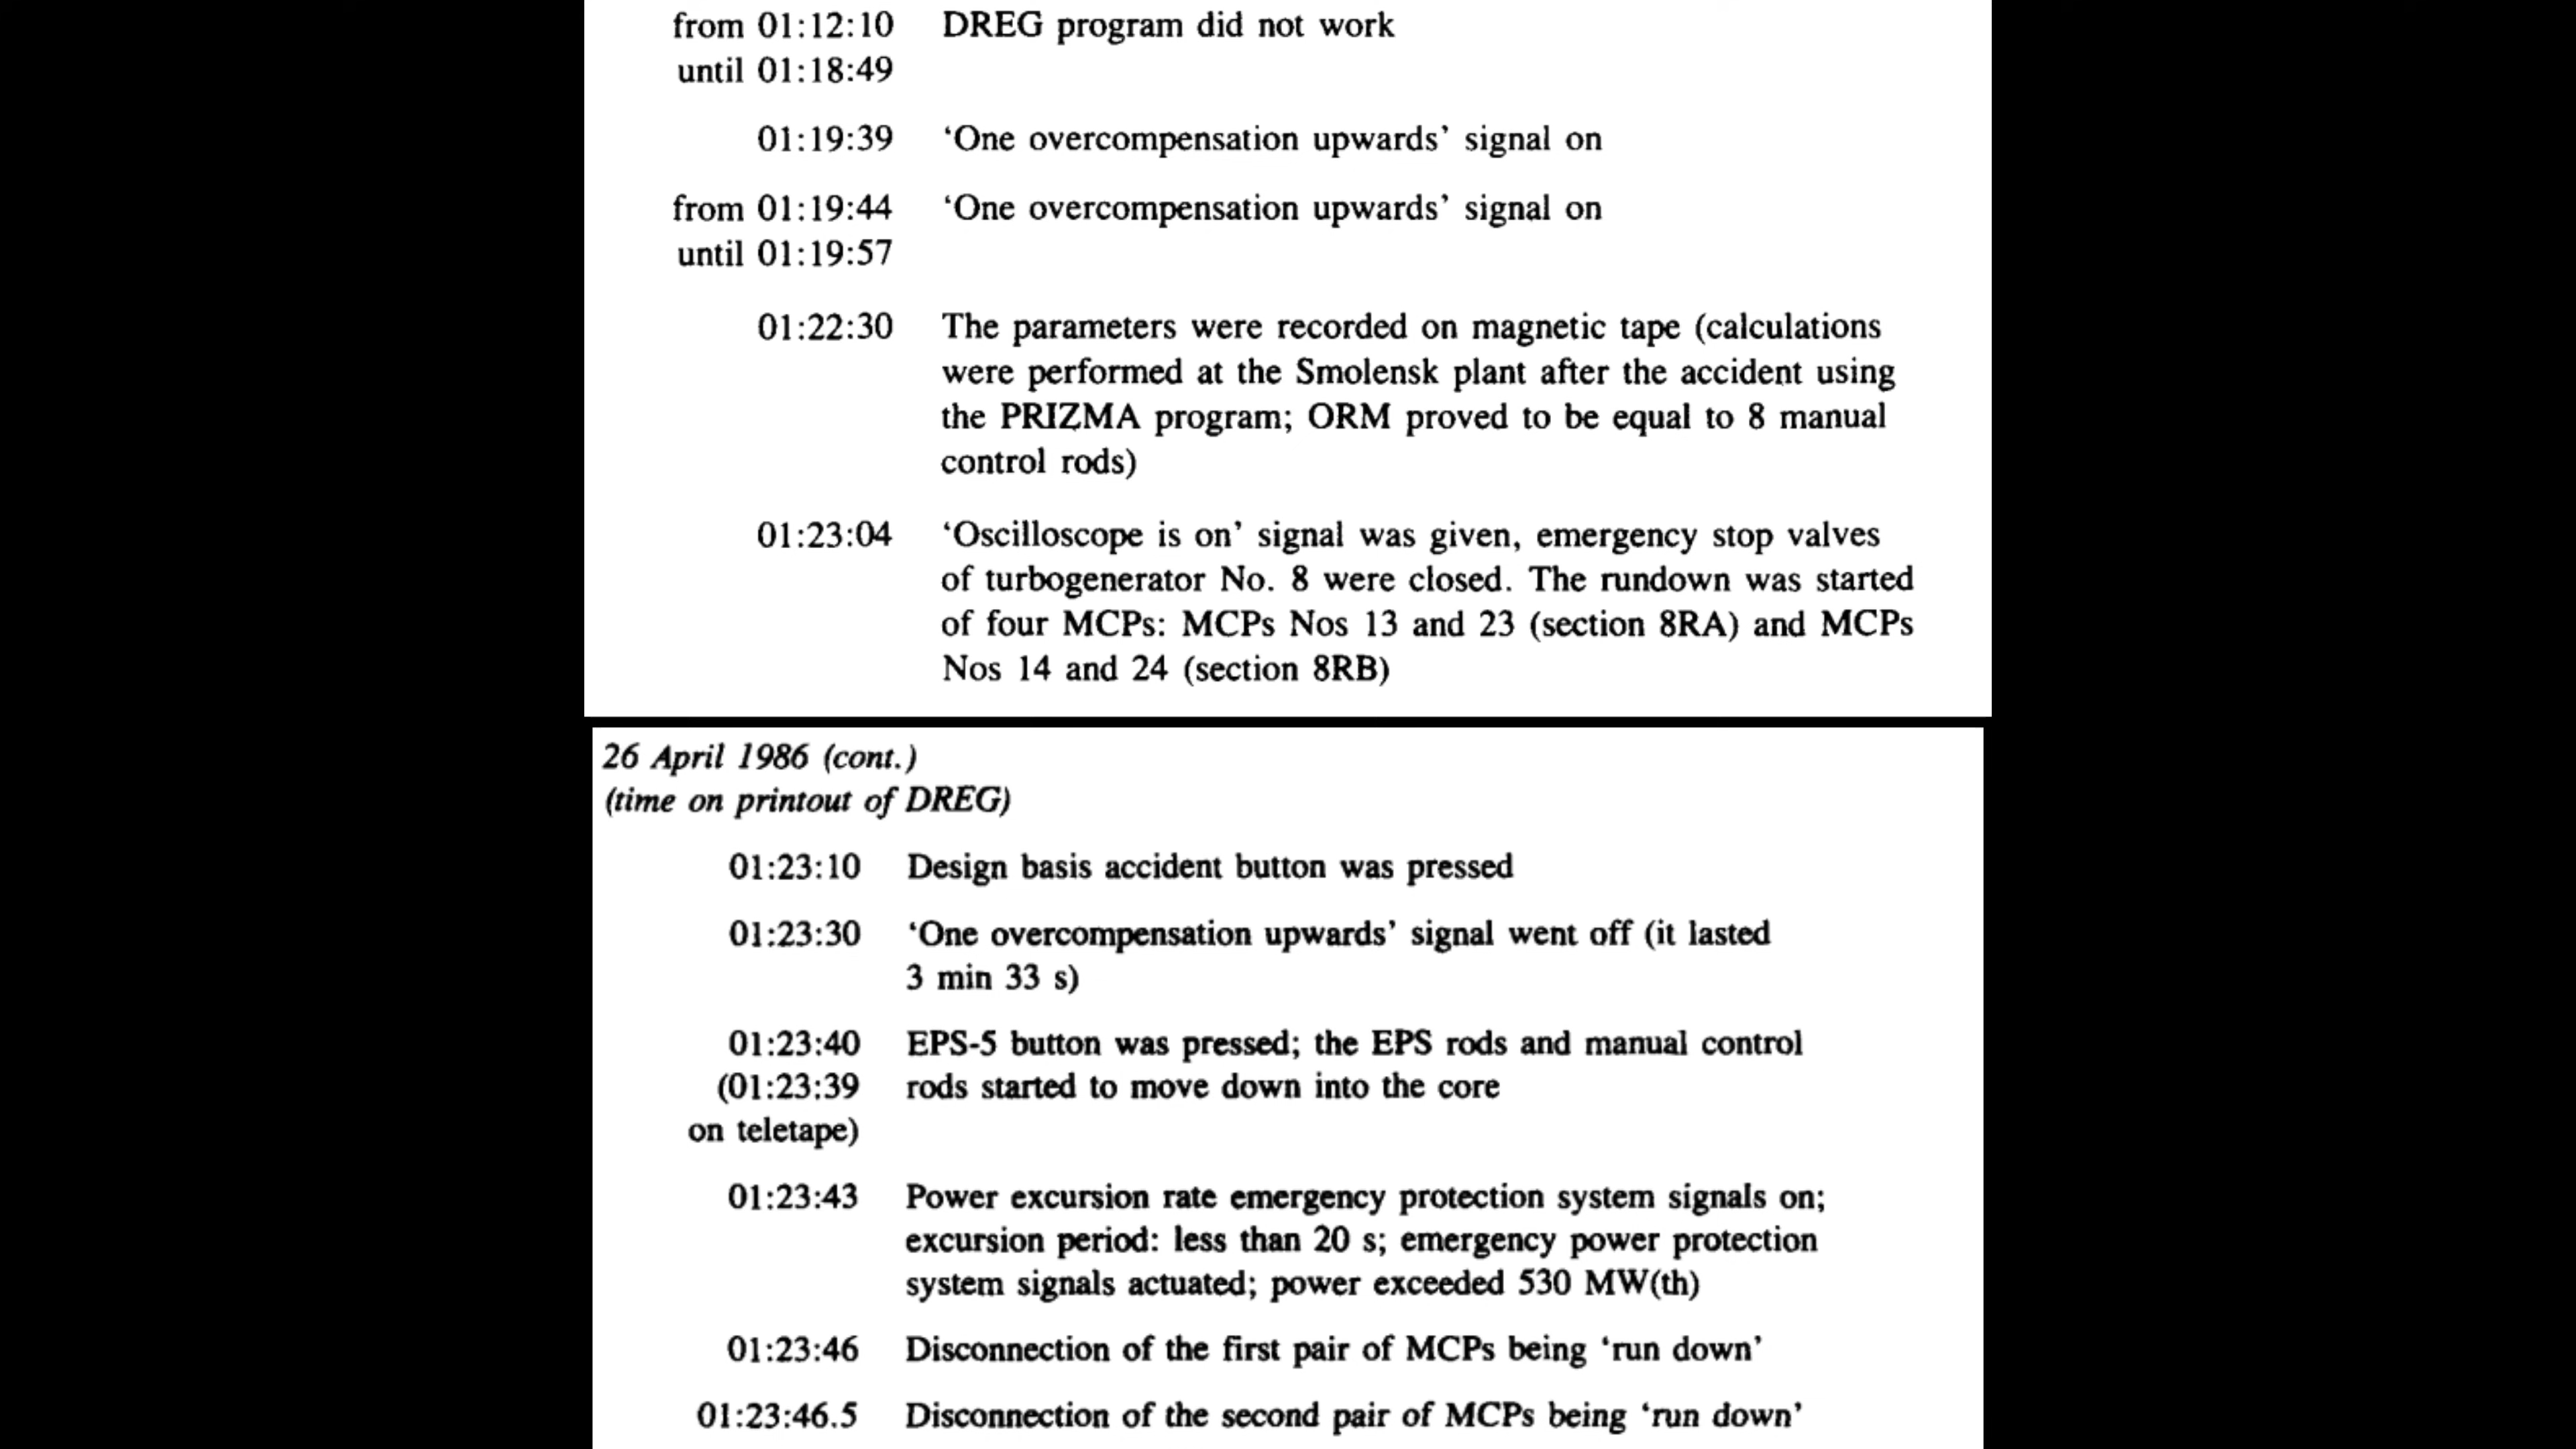 from 01:12:10 DREG program did not work
until 01:18:49
01:19:39 ‘One overcompensation upwards’ signal on
from 01:19:44 ‘One overcompensation upwards’ signal on
until 01:19:57
01:22:30 The parameters were recorded on magnetic tape (calculations
were performed at the Smolensk plant after the accident using
the PRIZMA program; ORM proved to be equal to 8 manual
control rods)
01:23:04 ‘Oscilloscope is on’ signal was given, emergency stop valves
of turbogenerator No. 8 were closed. The rundown was started
of four MCPs: MCPs Nos 13 and 23 (section 8RA) and MCPs
Nos 14 and 24 (section 8RB)
26 April 1986 (cont.)
(time on printout of DREG)
01:23:10 Design basis accident button was pressed
01:23:30 ‘One overcompensation upwards’ signal went off (it lasted
3 min 33 s)
01:23:40 EPS-5 button was pressed; the EPS rods and manual control
(01:23:39 rods started to move down into the core
on teletape)
01:23:43 Power excursion rate emergency protection system signals on;
excursion period: less than 20 s; emergency power protection
system signals actuated; power exceeded 530 MW(th)
01:23:46 Disconnection of the first pair of MCPs being ‘run down’
01:23:46.5 Disconnection of the second pair of MCPs being ‘run down’